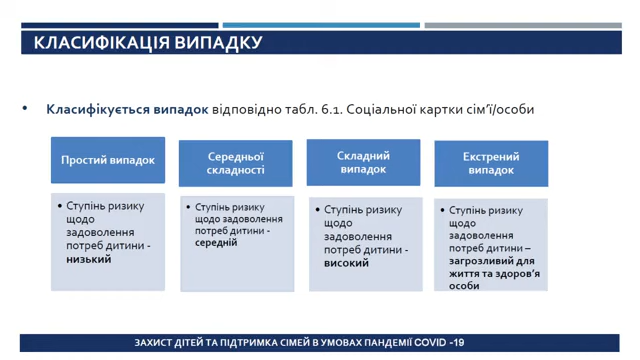 КЛАСИФІКАЦІЯ ВИПАДКУ
• Класифікується випадок відповідно табл. 6.1. Соціальної картки сім’ї/особи
Простий випадок
• Ступінь ризику
щодо
задоволення
потреб дитини -
низький
Середньої
складності
• Ступінь ризику
щодо задоволення
потреб дитини -
середній
Складний
випадок
• Ступінь ризику
щодо
задоволення
потреб дитини -
високий
Екстрений
випадок
• Ступінь ризику
щодо
задоволення
потреб дитини –
загрозливий для
життя та здоров’я
особи
ЗАХИСТ ДІТЕЙ ТА ПІДТРИМКА СІМЕЙ В УМОВАХ ПАНДЕМІЇ COVID -19